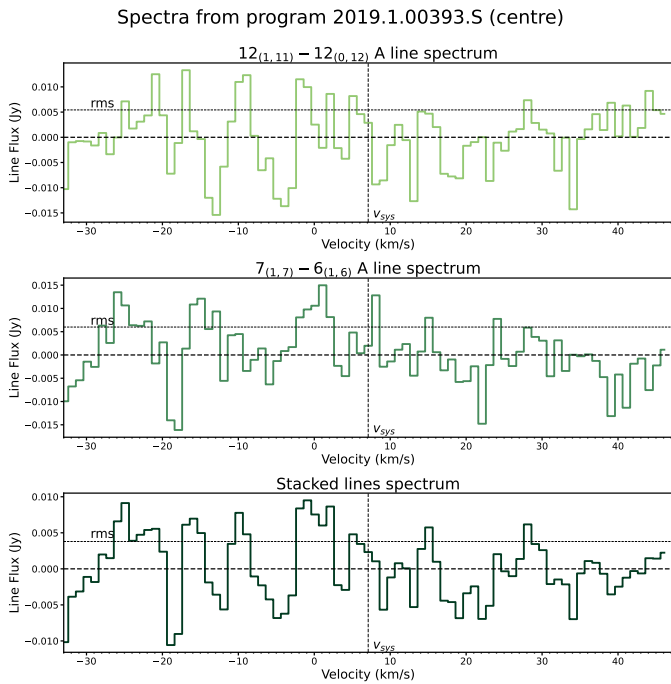 Spectra from program 2019.1.00393.S (centre)
12(1, 11) − 12(0, 12) A line spectrum
Line Flux (Jy)
0.010
0.005
0.000
−0.005
−0.010
−0.015
rms
vsys
−30 −20 −10 0 10 20 30 40
Velocity (km/s)
7(1, 7) − 6(1, 6) A line spectrum
Line Flux (Jy)
0.015
0.010
0.005
0.000
−0.005
−0.010
−0.015
rms
vsys
−30 −20 −10 0 10 20 30 40
Velocity (km/s)
Stacked lines spectrum
Line Flux (Jy)
0.010
0.005
0.000
−0.005
−0.010
rms
vsys
−30 −20 −10 0 10 20 30 40
Velocity (km/s)